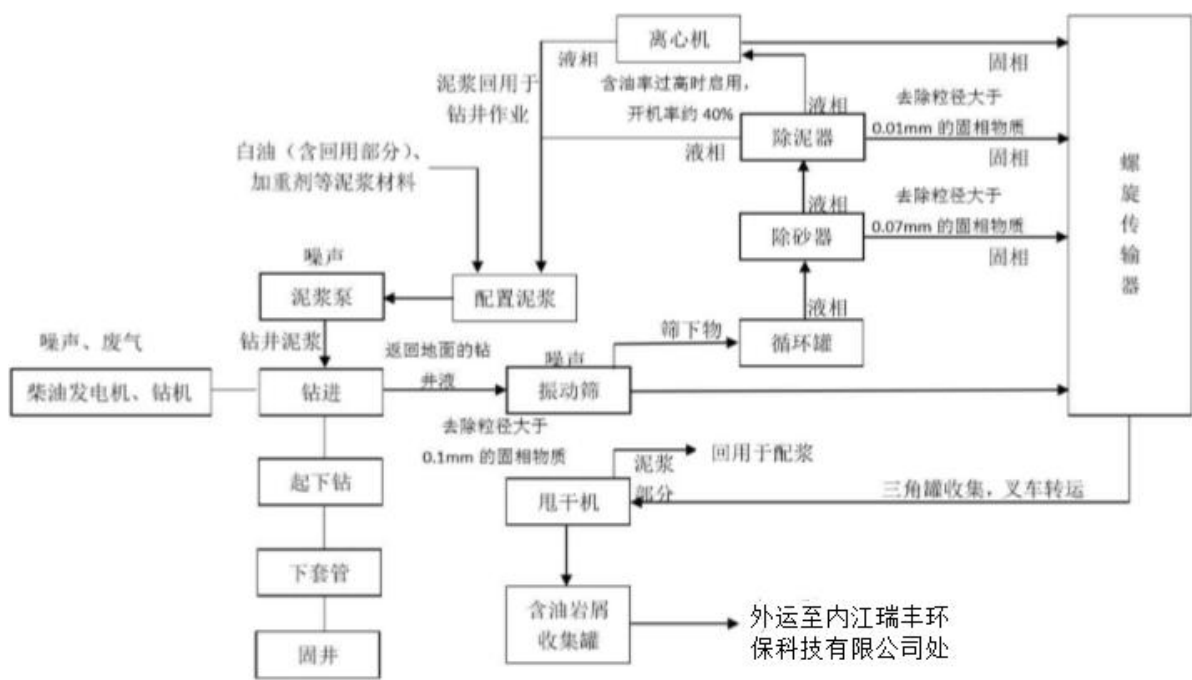 离心机
液相
固相
泥浆回用于
钻井作业
含油率过高时启用，
开机率约 40%
液相
去除粒径大于
0.01mm 的固相物质
除泥器
液相
固相
白油（含回用部分）、
加重剂等泥浆材料
液相
去除粒径大于
0.07mm 的固相物质
除砂器
固相
螺旋传输器
噪声
泥浆泵
配置泥浆
液相
筛下物
循环罐
噪声、废气
钻井泥浆
返回地面的钻
井液
噪声
柴油发电机、钻机
钻进
振动筛
去除粒径大于
0.1mm 的固相物质
泥浆
部分
回用于配浆
起下钻
甩干机
三角罐收集，叉车转运
下套管
含油岩屑
收集罐
外运至内江瑞丰环
保科技有限公司处
固井